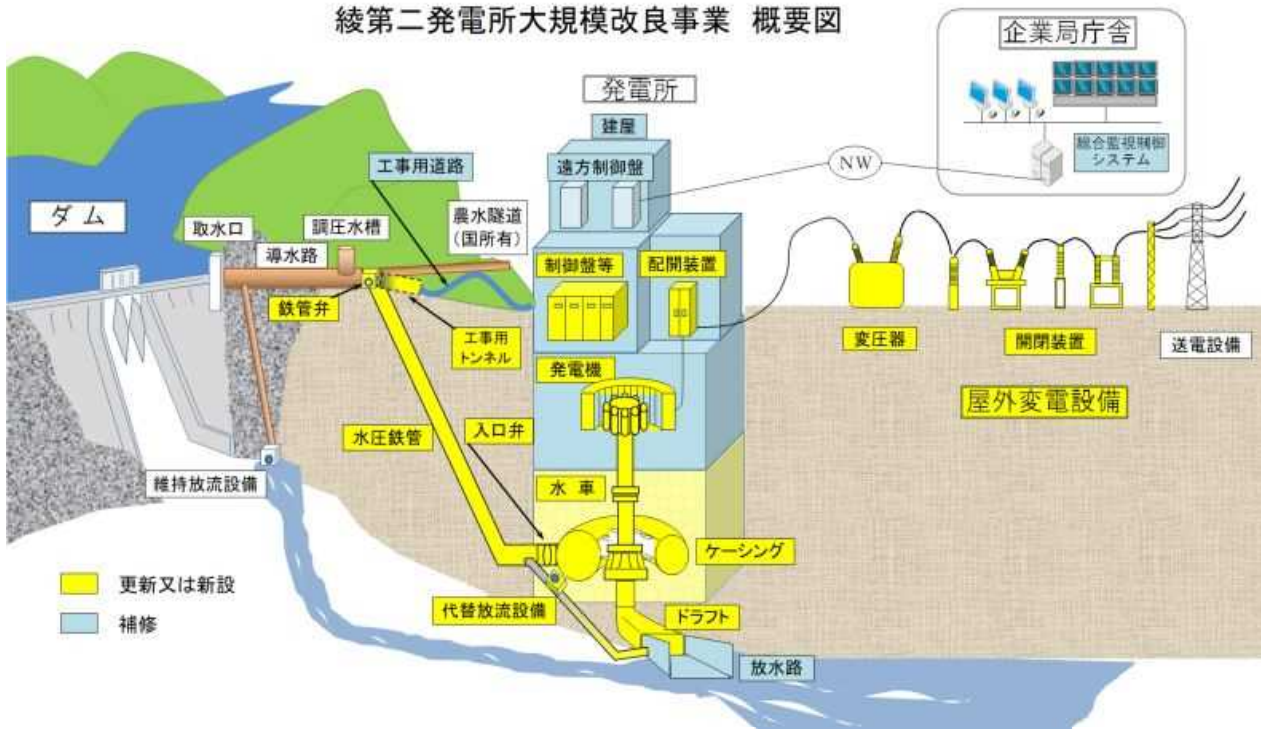 綾第二発電所大規模改良事業 概要図
企業局庁舎
総合監視制御
システム
NW
発電所
建屋
遠方制御盤
工事用道路
農水隧道
(国所有)
ダム
取水口
調圧水槽
導水路
鉄管弁
工事用
トンネル
制御盤等
配開装置
変圧器
開閉装置
送電設備
屋外変電設備
発電機
水圧鉄管
入口弁
水車
維持放流設備
ケーシング
代替放流設備
ドラフト
放水路
更新又は新設
補修